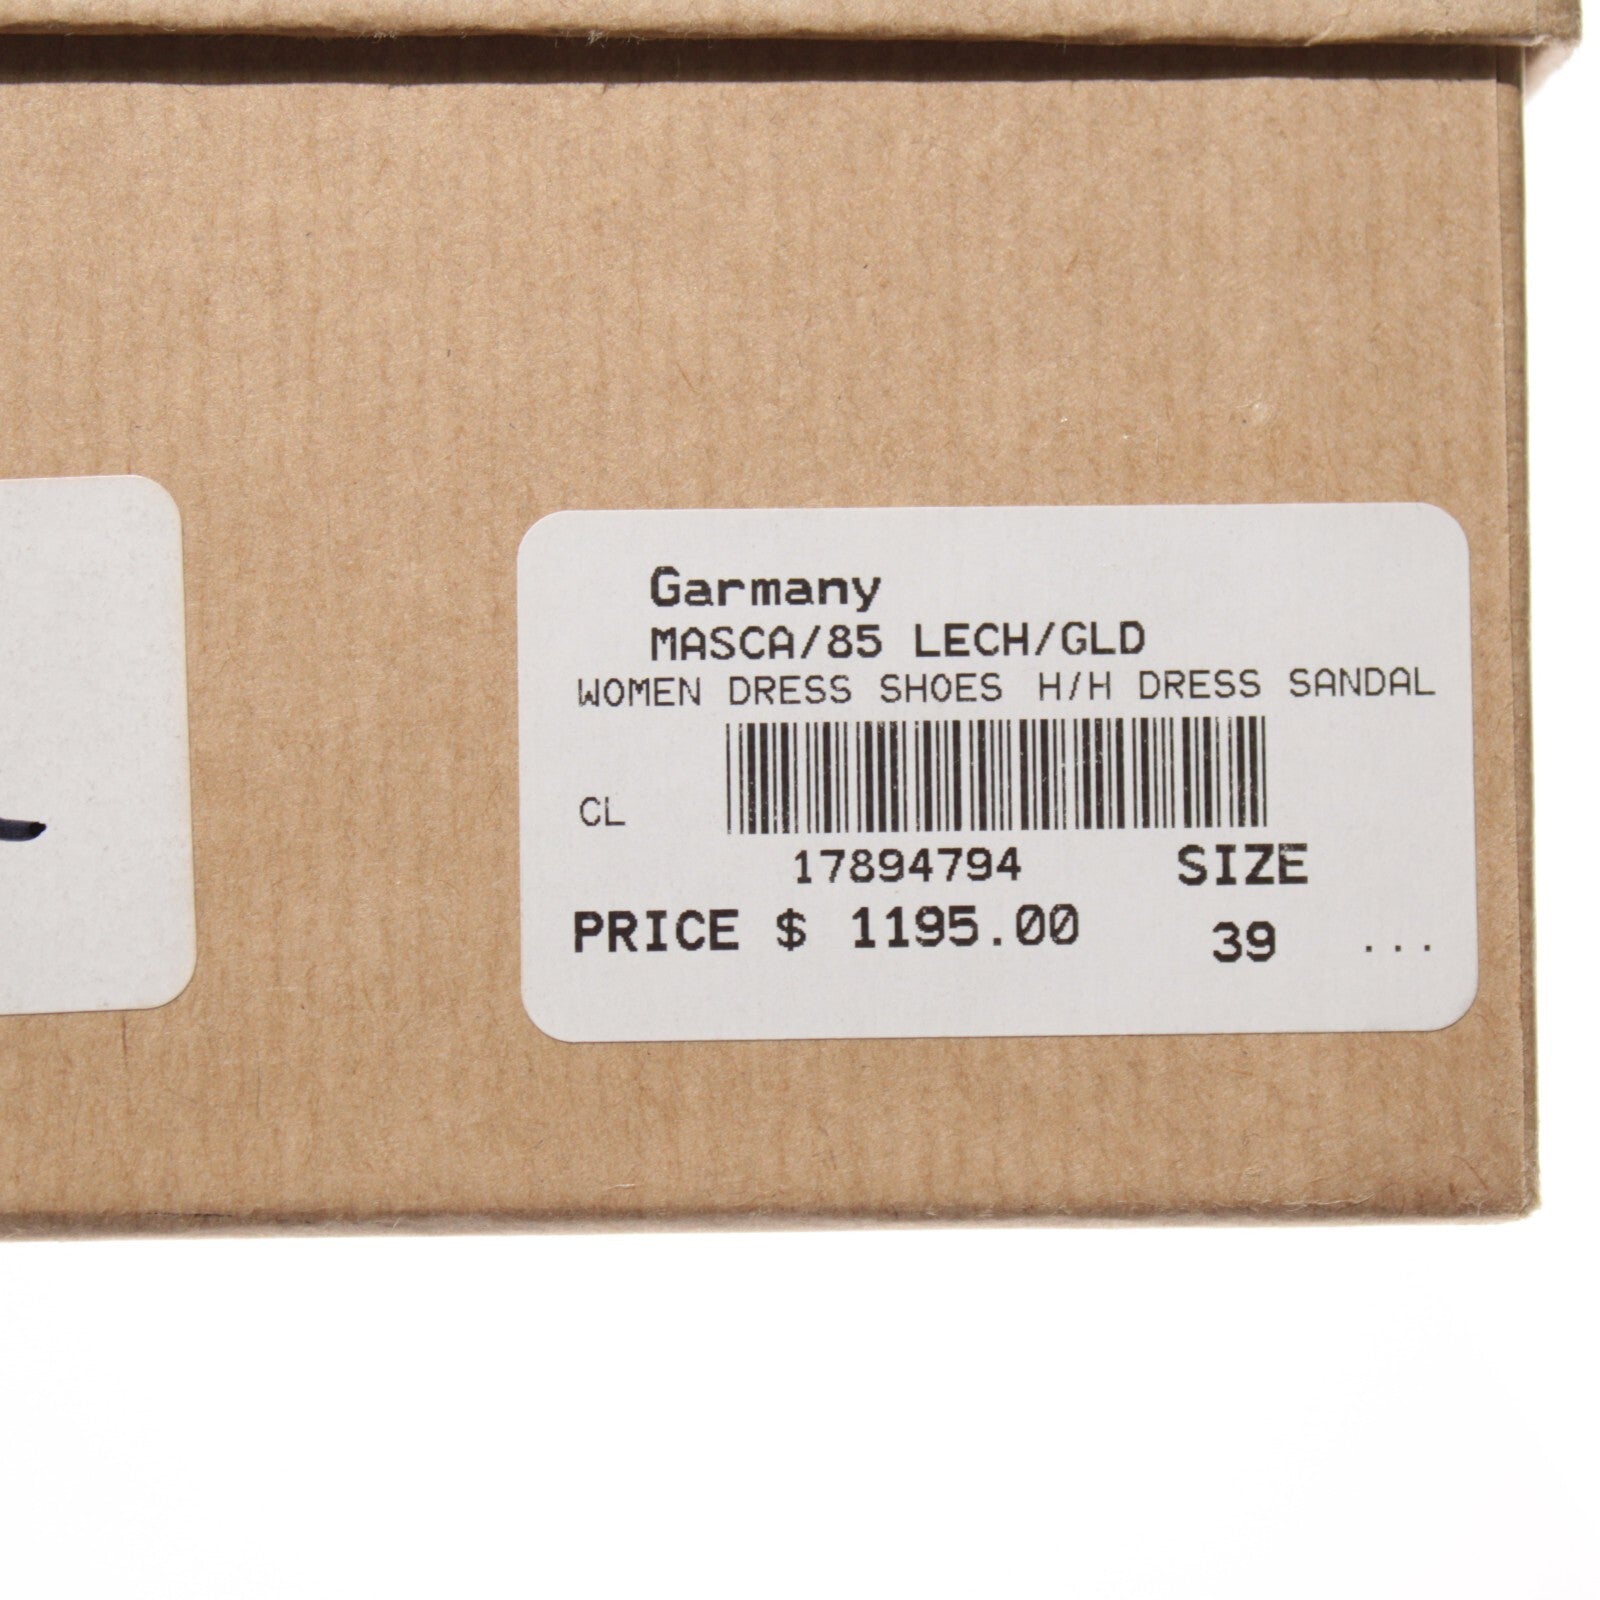 Garmany
MASCA/85 LECH/GLD
WOMEN DRESS SHOES H/H DRESS SANDAL
CL
17894794 SIZE
PRICE $ 1195.00 39 ...